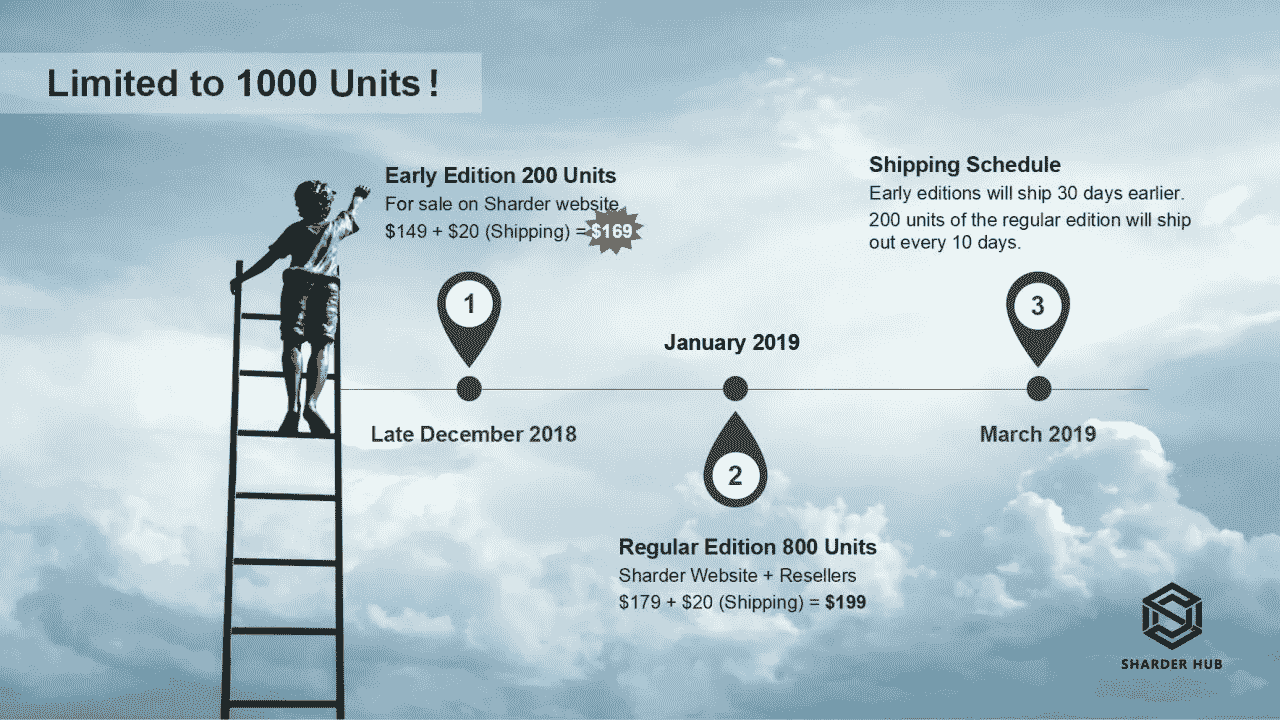 Limited to 1000 Units !
Early Edition 200 Units
For sale on Sharder website
$149 + $20 (Shipping) = $169
Shipping Schedule
Early editions will ship 30 days earlier.
200 units of the regular edition will ship
out every 10 days.
1
3
January 2019
Late December 2018
March 2019
2
Regular Edition 800 Units
Sharder Website + Resellers
$179 + $20 (Shipping) = $199
SHARDER HUB